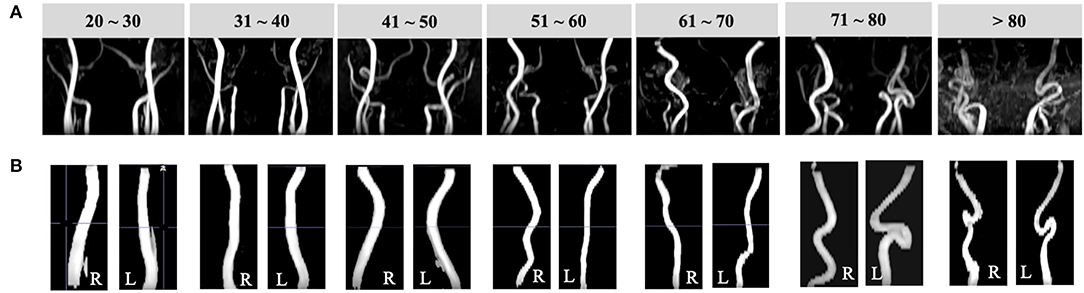 A
20 ~ 30 31 ~ 40 41 ~ 50 51 ~ 60 61 ~ 70 71 ~ 80 > 80
B
R L R L R L R L R L R L R L